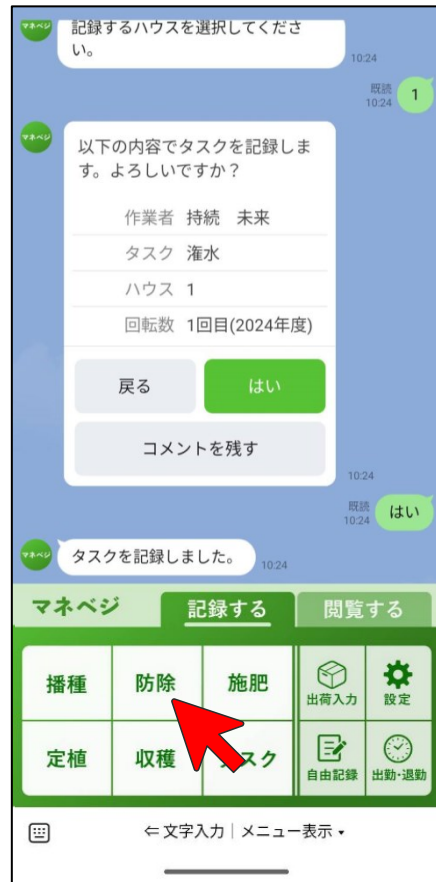 マネベジ
記録するハウスを選択してくださ
い。
10:24
既読
10:24
1
マネベジ
以下の内容でタスクを記録しま
す。よろしいですか？
作業者 持続 未来
タスク 潅水
ハウス 1
回転数 1回目(2024年度)
戻る
はい
コメントを残す
10:24
既読
10:24
はい
マネベジ
タスクを記録しました。
10:24
マネベジ
記録する
閲覧する
播種
防除
施肥
出荷入力
設定
定植
収穫
スク
自由記録
出勤・退勤
⇐文字入力｜メニュー表示▾